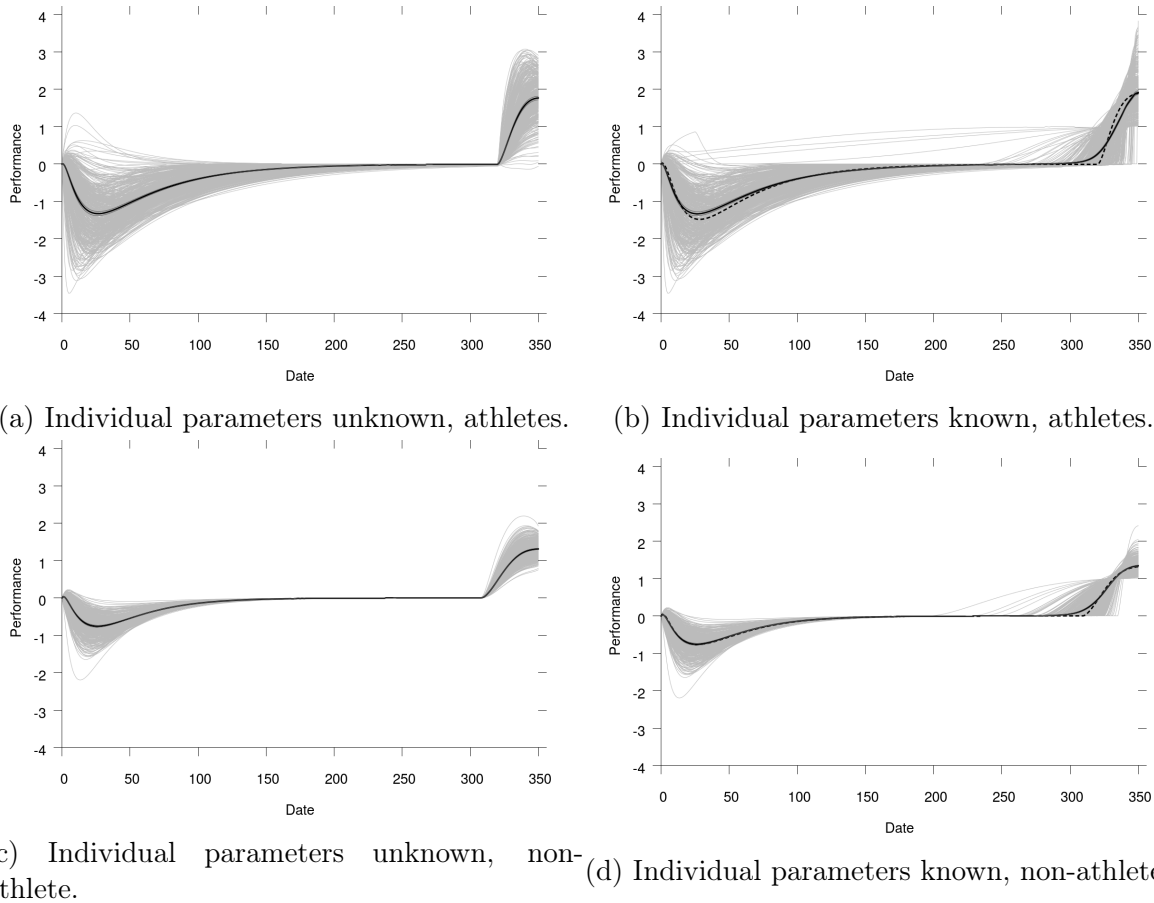 4
3
2
1
0
-1
-2
-3
-4
Performance
0 50 100 150 200 250 300 350
Date
(a) Individual parameters unknown, athletes.
4
3
2
1
0
-1
-2
-3
-4
Performance
0 50 100 150 200 250 300 350
Date
(b) Individual parameters known, athletes.
4
3
2
1
0
-1
-2
-3
-4
Performance
0 50 100 150 200 250 300 350
Date
c) Individual parameters unknown, non-
thlete.
4
3
2
1
0
-1
-2
-3
-4
Performance
0 50 100 150 200 250 300 350
Date
(d) Individual parameters known, non-athlete